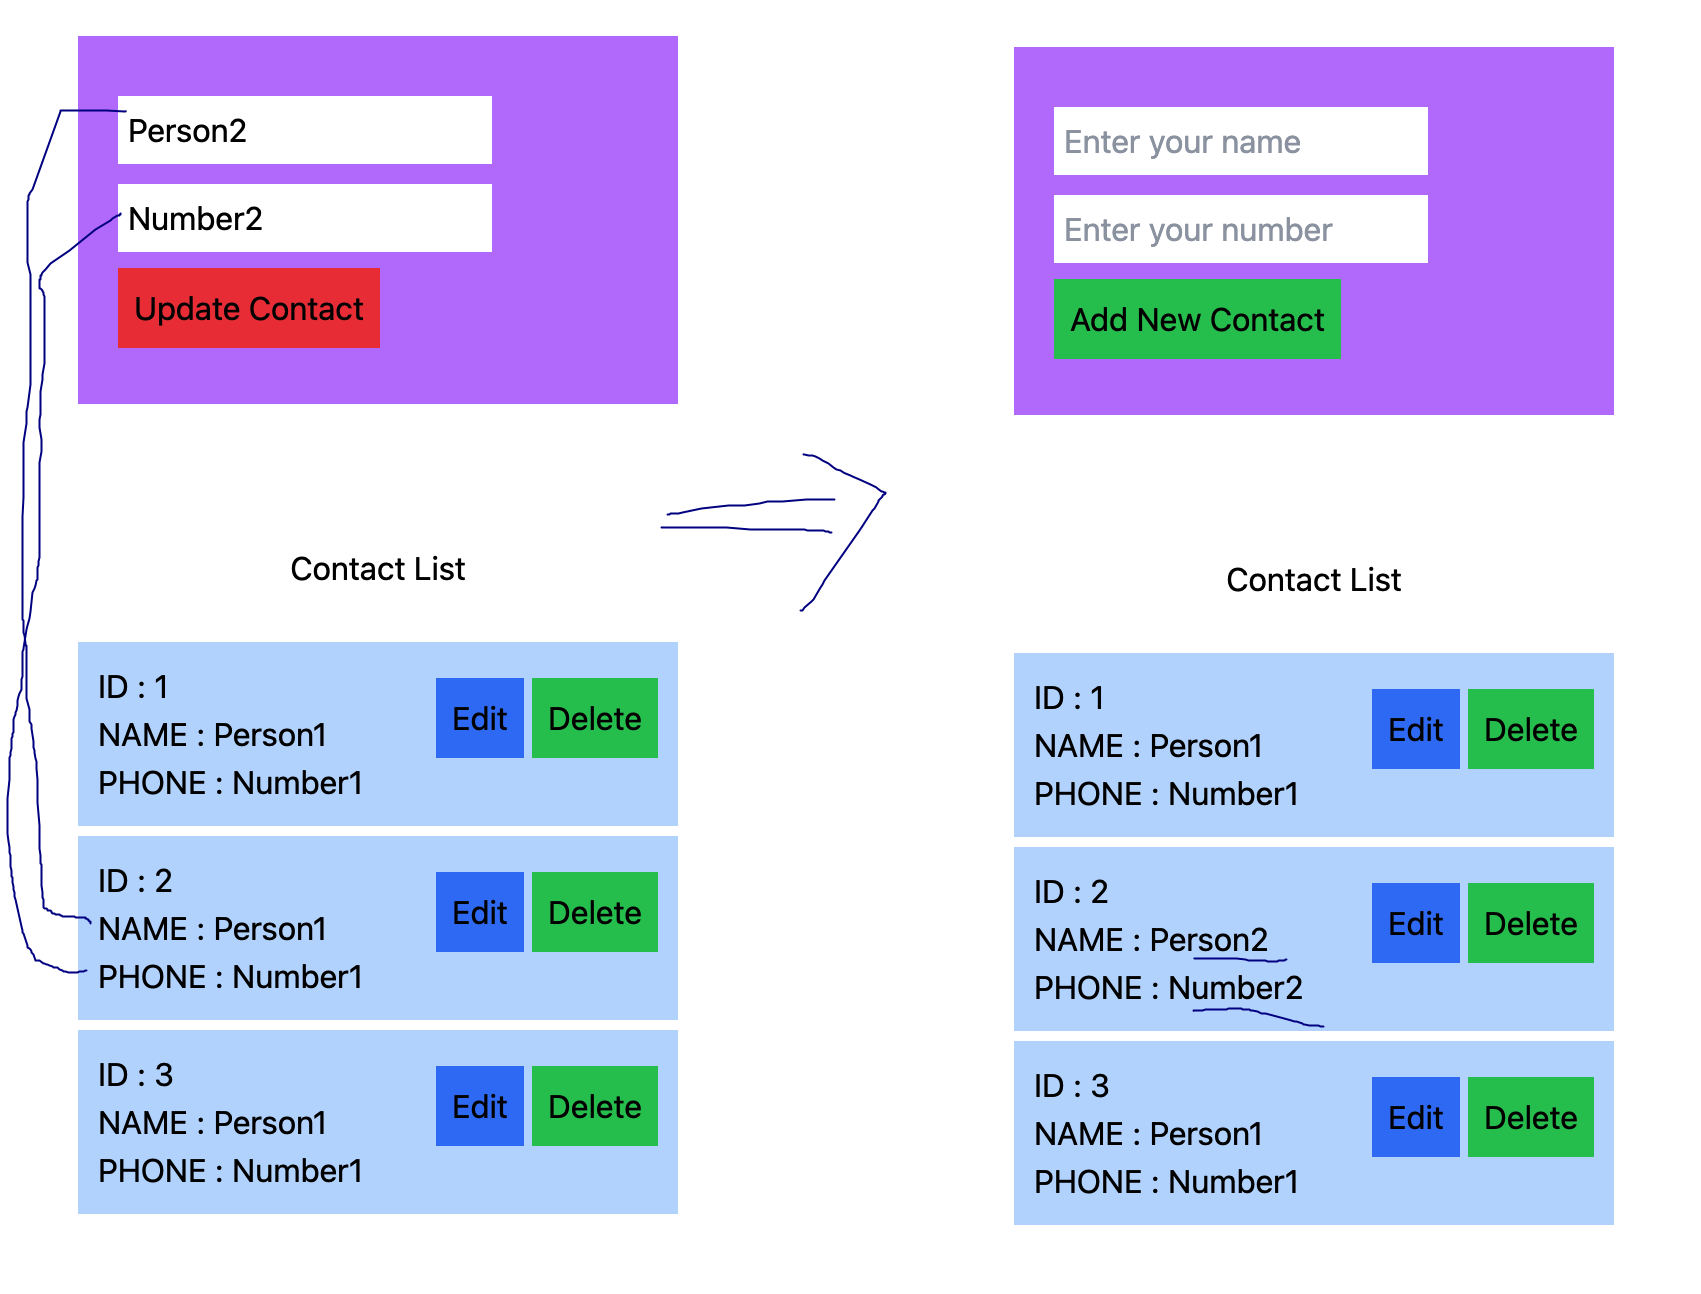 Person2
Number2
Update Contact
Contact List
ID : 1
NAME : Person1
PHONE : Number1
Edit
Delete
ID : 2
NAME : Person1
PHONE : Number1
Edit
Delete
ID : 3
NAME : Person1
PHONE : Number1
Edit
Delete
Enter your name
Enter your number
Add New Contact
Contact List
ID : 1
NAME : Person1
PHONE : Number1
Edit
Delete
ID : 2
NAME : Person2
PHONE : Number2
Edit
Delete
ID : 3
NAME : Person1
PHONE : Number1
Edit
Delete